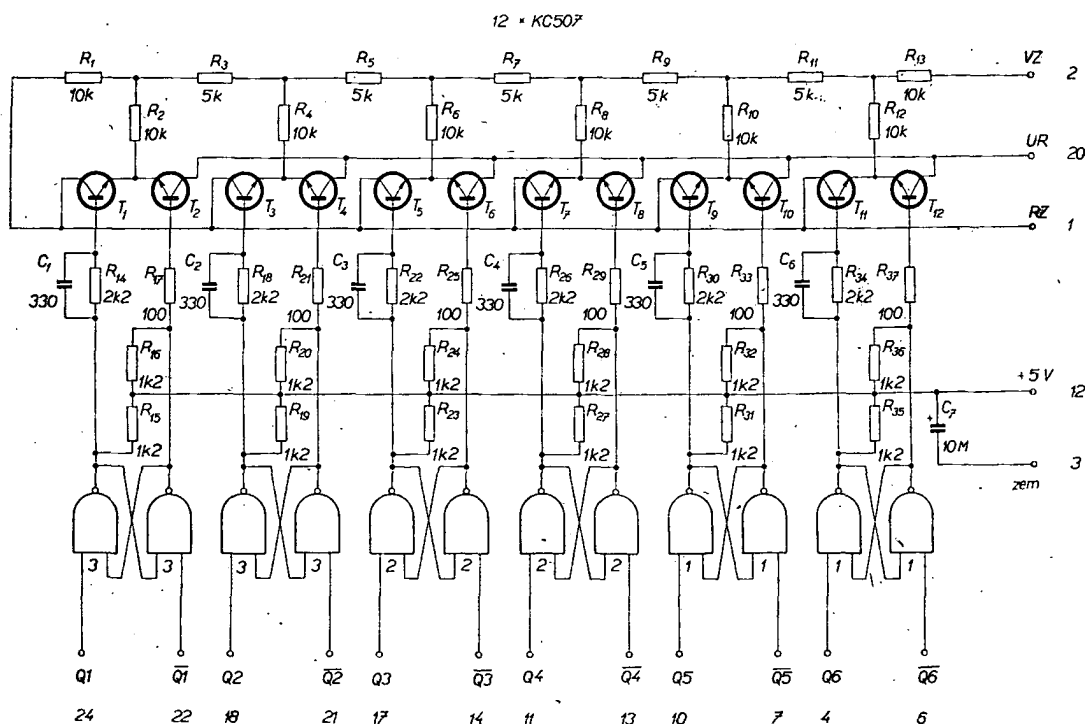 12 × KC507
R1 R3 R5 R7 R9 R11 R13 VZ 2
10k 5k 5k 5k 5k 5k 10k
R2 R4 R6 R8 R10 R12
10k 10k 10k 10k 10k 10k
UR 20
T1 T2 T3 T4 T5 T6 T7 T8 T9 T10 T11 T12
RZ 1
C1 R14 R17 C2 R18 R21 C3 R22 R25 C4 R26 R29 C5 R30 R33 C6 R34 R37
330 2k2 330 2k2 330 2k2 330 2k2 330 2k2 330 2k2
100 100 100 100 100 100
R16 R20 R24 R28 R32 R36
1k2 1k2 1k2 1k2 1k2 1k2
+5V 12
R15 R19 R23 R27 R31 R35 + C7
1k2 1k2 1k2 1k2 1k2 1k2 10M
3
zem
3 3 3 3 2 2 2 2 1 1 1 1
Q1 Q̅1̅ Q2 Q̅2̅ Q3 Q̅3̅ Q4 Q̅4̅ Q5 Q̅5̅ Q6 Q̅6̅
24 22 18 21 17 14 11 13 10 7 4 6